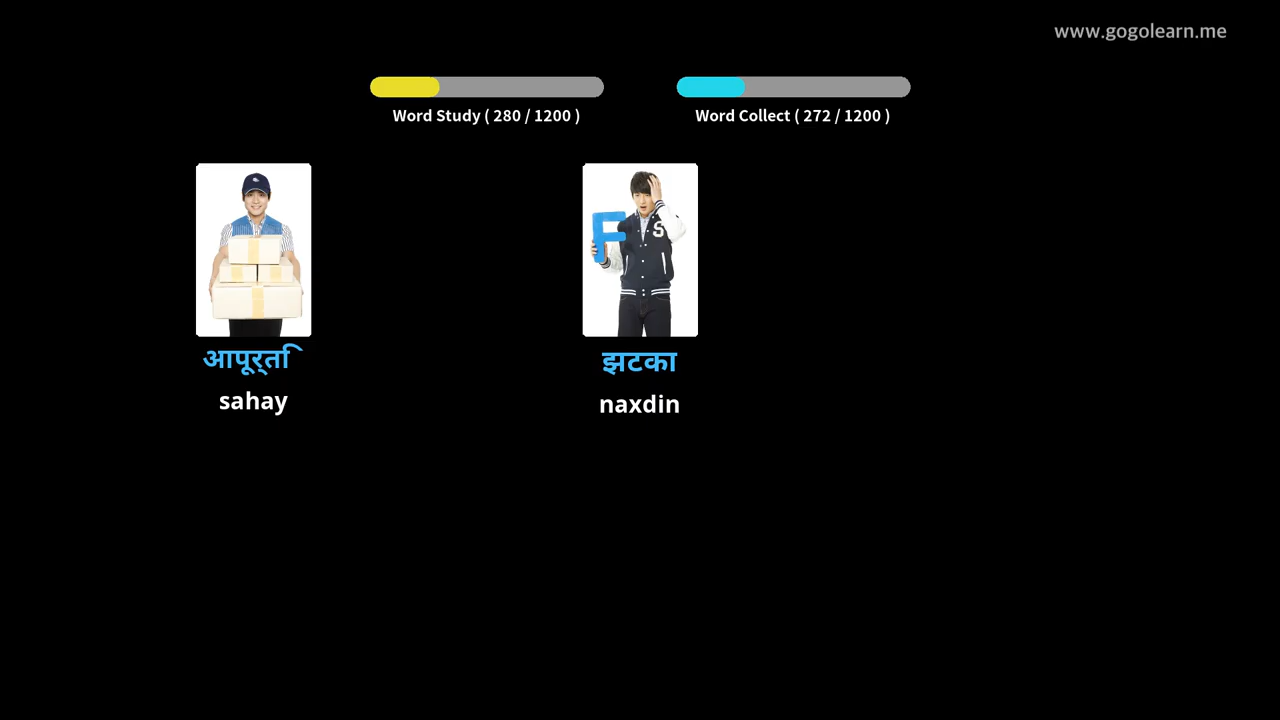 www.gogolearn.me
Word Study ( 280 / 1200 )
Word Collect ( 272 / 1200 )
F
S
आपूर्ति
झटका
sahay
naxdin